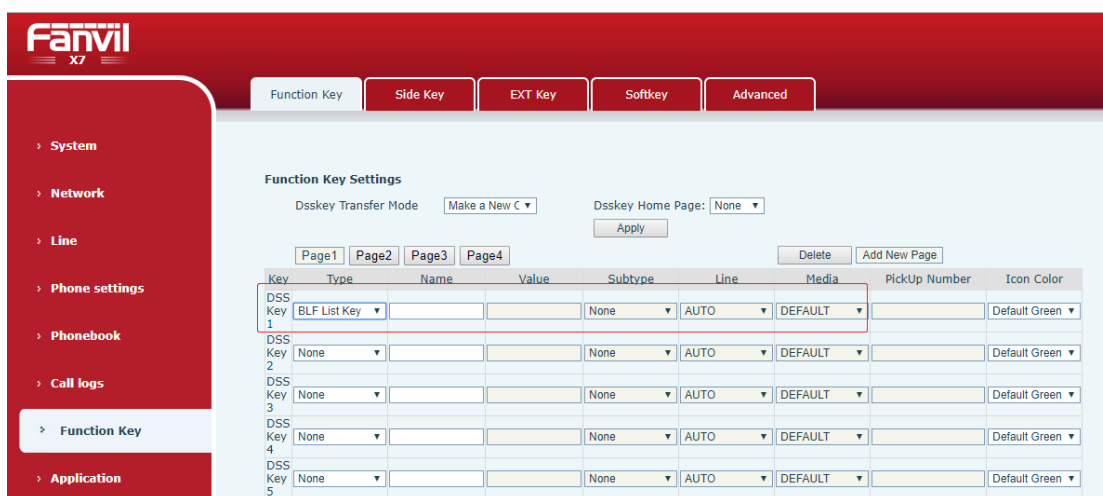 Fanvil
X7
Function Key Side Key EXT Key Softkey Advanced
› System
› Network
› Line
› Phone settings
› Phonebook
› Call logs
› Function Key
› Application
Function Key Settings
Dsskey Transfer Mode Make a New C ▼ Dsskey Home Page: None ▼
Apply
Page1 Page2 Page3 Page4 Delete Add New Page
Key Type Name Value Subtype Line Media PickUp Number Icon Color
DSS Key 1 BLF List Key ▼ None ▼ AUTO ▼ DEFAULT ▼ Default Green ▼
DSS Key 2 None ▼ None ▼ AUTO ▼ DEFAULT ▼ Default Green ▼
DSS Key 3 None ▼ None ▼ AUTO ▼ DEFAULT ▼ Default Green ▼
DSS Key 4 None ▼ None ▼ AUTO ▼ DEFAULT ▼ Default Green ▼
DSS Key 5 None ▼ None ▼ AUTO ▼ DEFAULT ▼ Default Green ▼